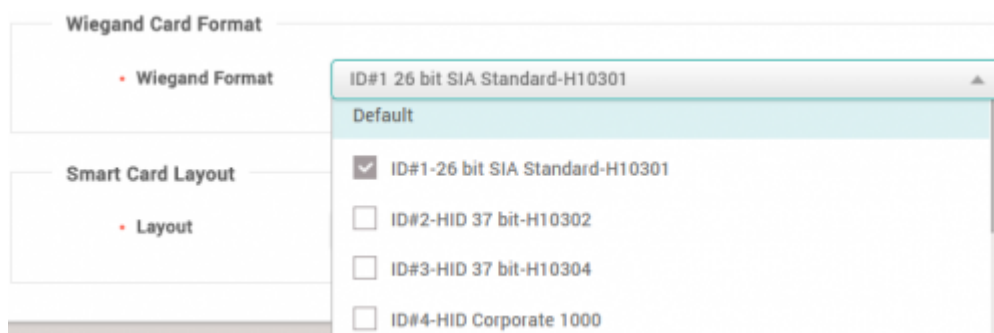 Wiegand Card Format
• Wiegand Format
ID#1 26 bit SIA Standard-H10301
Default
ID#1-26 bit SIA Standard-H10301
Smart Card Layout
• Layout
ID#2-HID 37 bit-H10302
ID#3-HID 37 bit-H10304
ID#4-HID Corporate 1000